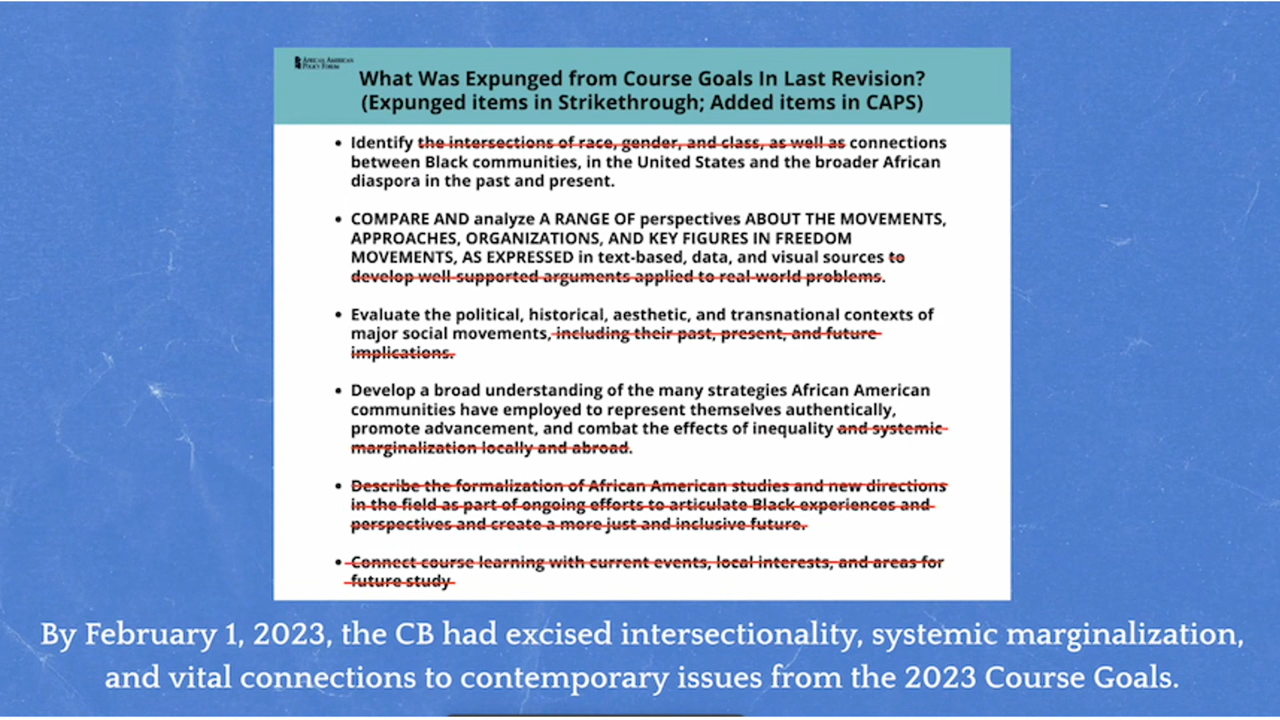 AFRICAN AMERICAN
POLICY FORUM
What Was Expunged from Course Goals In Last Revision?
(Expunged items in Strikethrough; Added items in CAPS)
• Identify the intersections of race, gender, and class, as well as connections
between Black communities, in the United States and the broader African
diaspora in the past and present.
• COMPARE AND analyze A RANGE OF perspectives ABOUT THE MOVEMENTS,
APPROACHES, ORGANIZATIONS, AND KEY FIGURES IN FREEDOM
MOVEMENTS, AS EXPRESSED in text-based, data, and visual sources to
develop well-supported arguments applied to real-world problems.
• Evaluate the political, historical, aesthetic, and transnational contexts of
major social movements, including their past, present, and future
implications.
• Develop a broad understanding of the many strategies African American
communities have employed to represent themselves authentically,
promote advancement, and combat the effects of inequality and systemic
marginalization locally and abroad.
• Describe the formalization of African American studies and new directions
in the field as part of ongoing efforts to articulate Black experiences and
perspectives and create a more just and inclusive future.
• Connect course learning with current events, local interests, and areas for
future study
By February 1, 2023, the CB had excised intersectionality, systemic marginalization,
and vital connections to contemporary issues from the 2023 Course Goals.